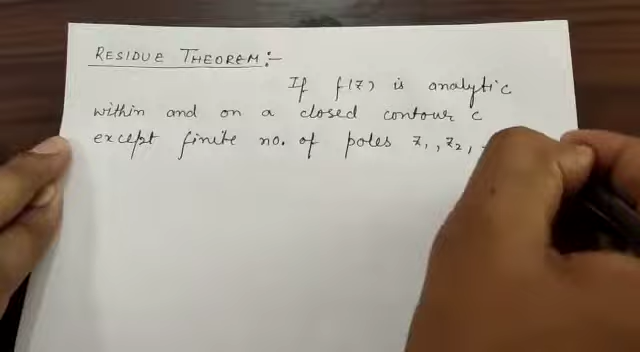 RESIDUE THEOREM:-
If f(z) is analytic
within and on a closed contour C
except finite no. of poles z₁, z₂,